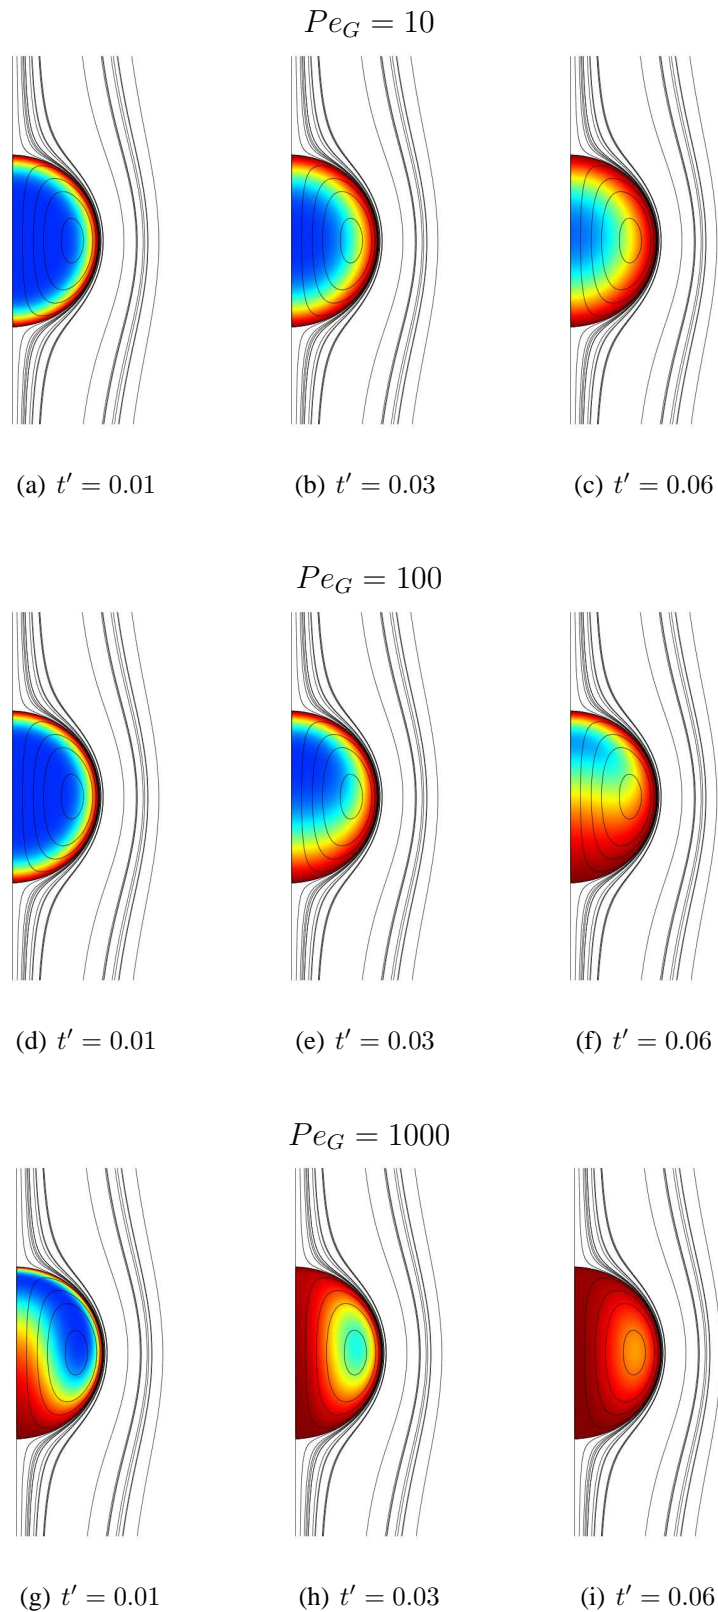 Pe_G = 10
(a) t′ = 0.01 (b) t′ = 0.03 (c) t′ = 0.06
Pe_G = 100
(d) t′ = 0.01 (e) t′ = 0.03 (f) t′ = 0.06
Pe_G = 1000
(g) t′ = 0.01 (h) t′ = 0.03 (i) t′ = 0.06